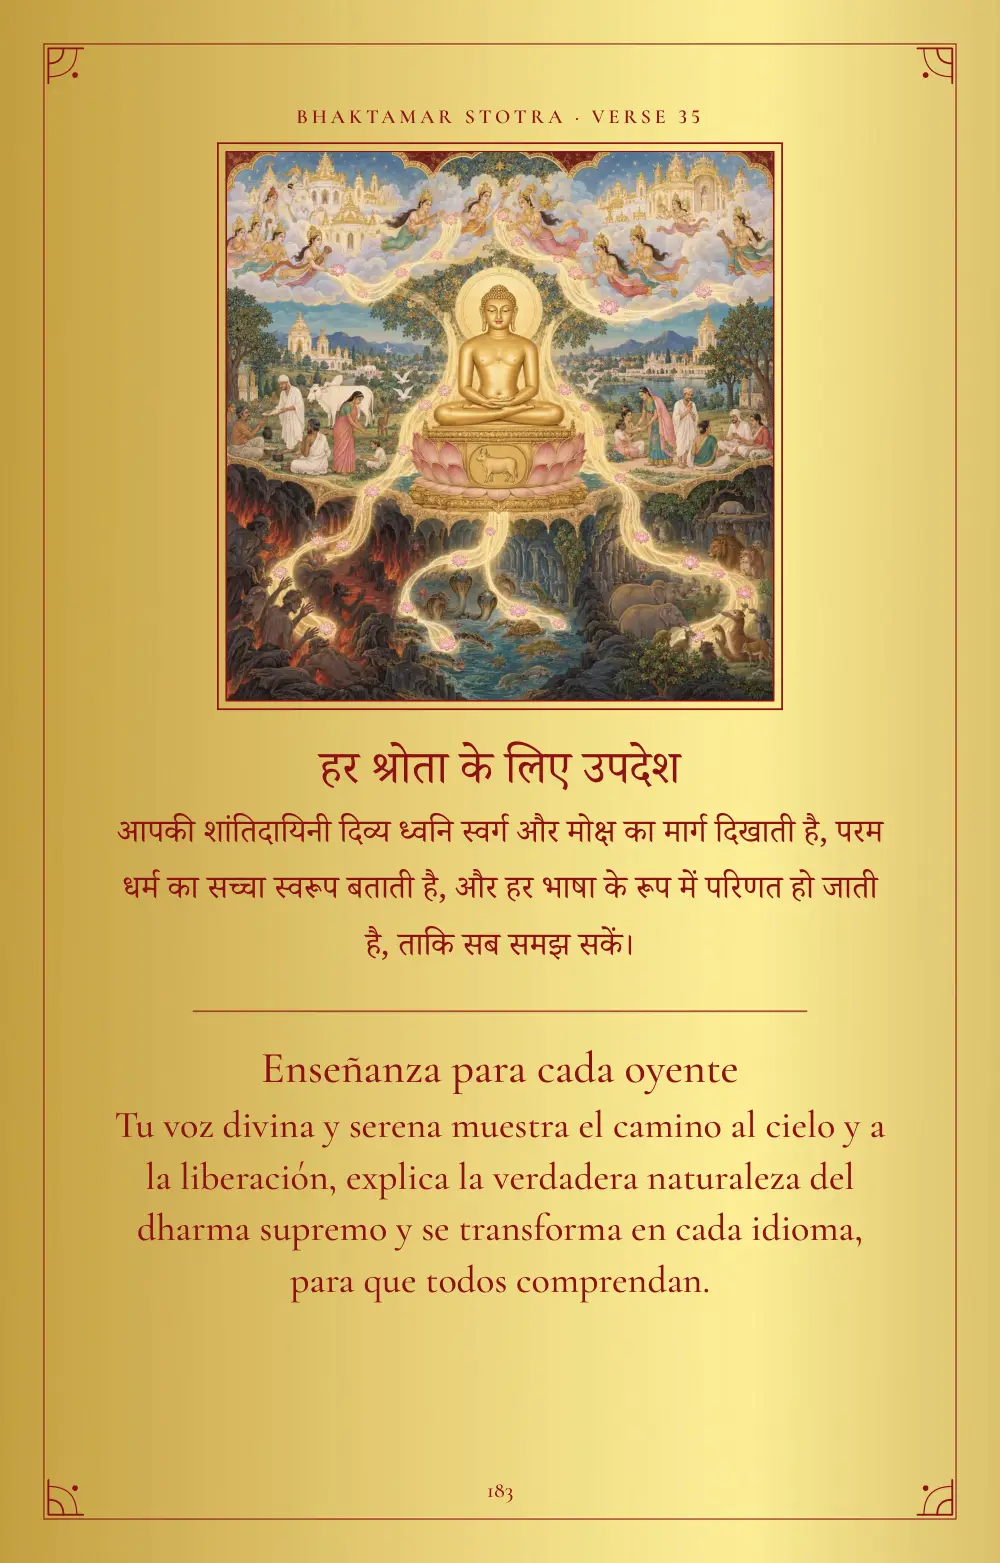 BHAKTAMAR STOTRA · VERSE 35
हर श्रोता के लिए उपदेश
आपकी शांतिदायिनी दिव्य ध्वनि स्वर्ग और मोक्ष का मार्ग दिखाती है, परम
धर्म का सच्चा स्वरूप बताती है, और हर भाषा के रूप में परिणत हो जाती
है, ताकि सब समझ सकें।
Enseñanza para cada oyente
Tu voz divina y serena muestra el camino al cielo y a
la liberación, explica la verdadera naturaleza del
dharma supremo y se transforma en cada idioma,
para que todos comprendan.
183